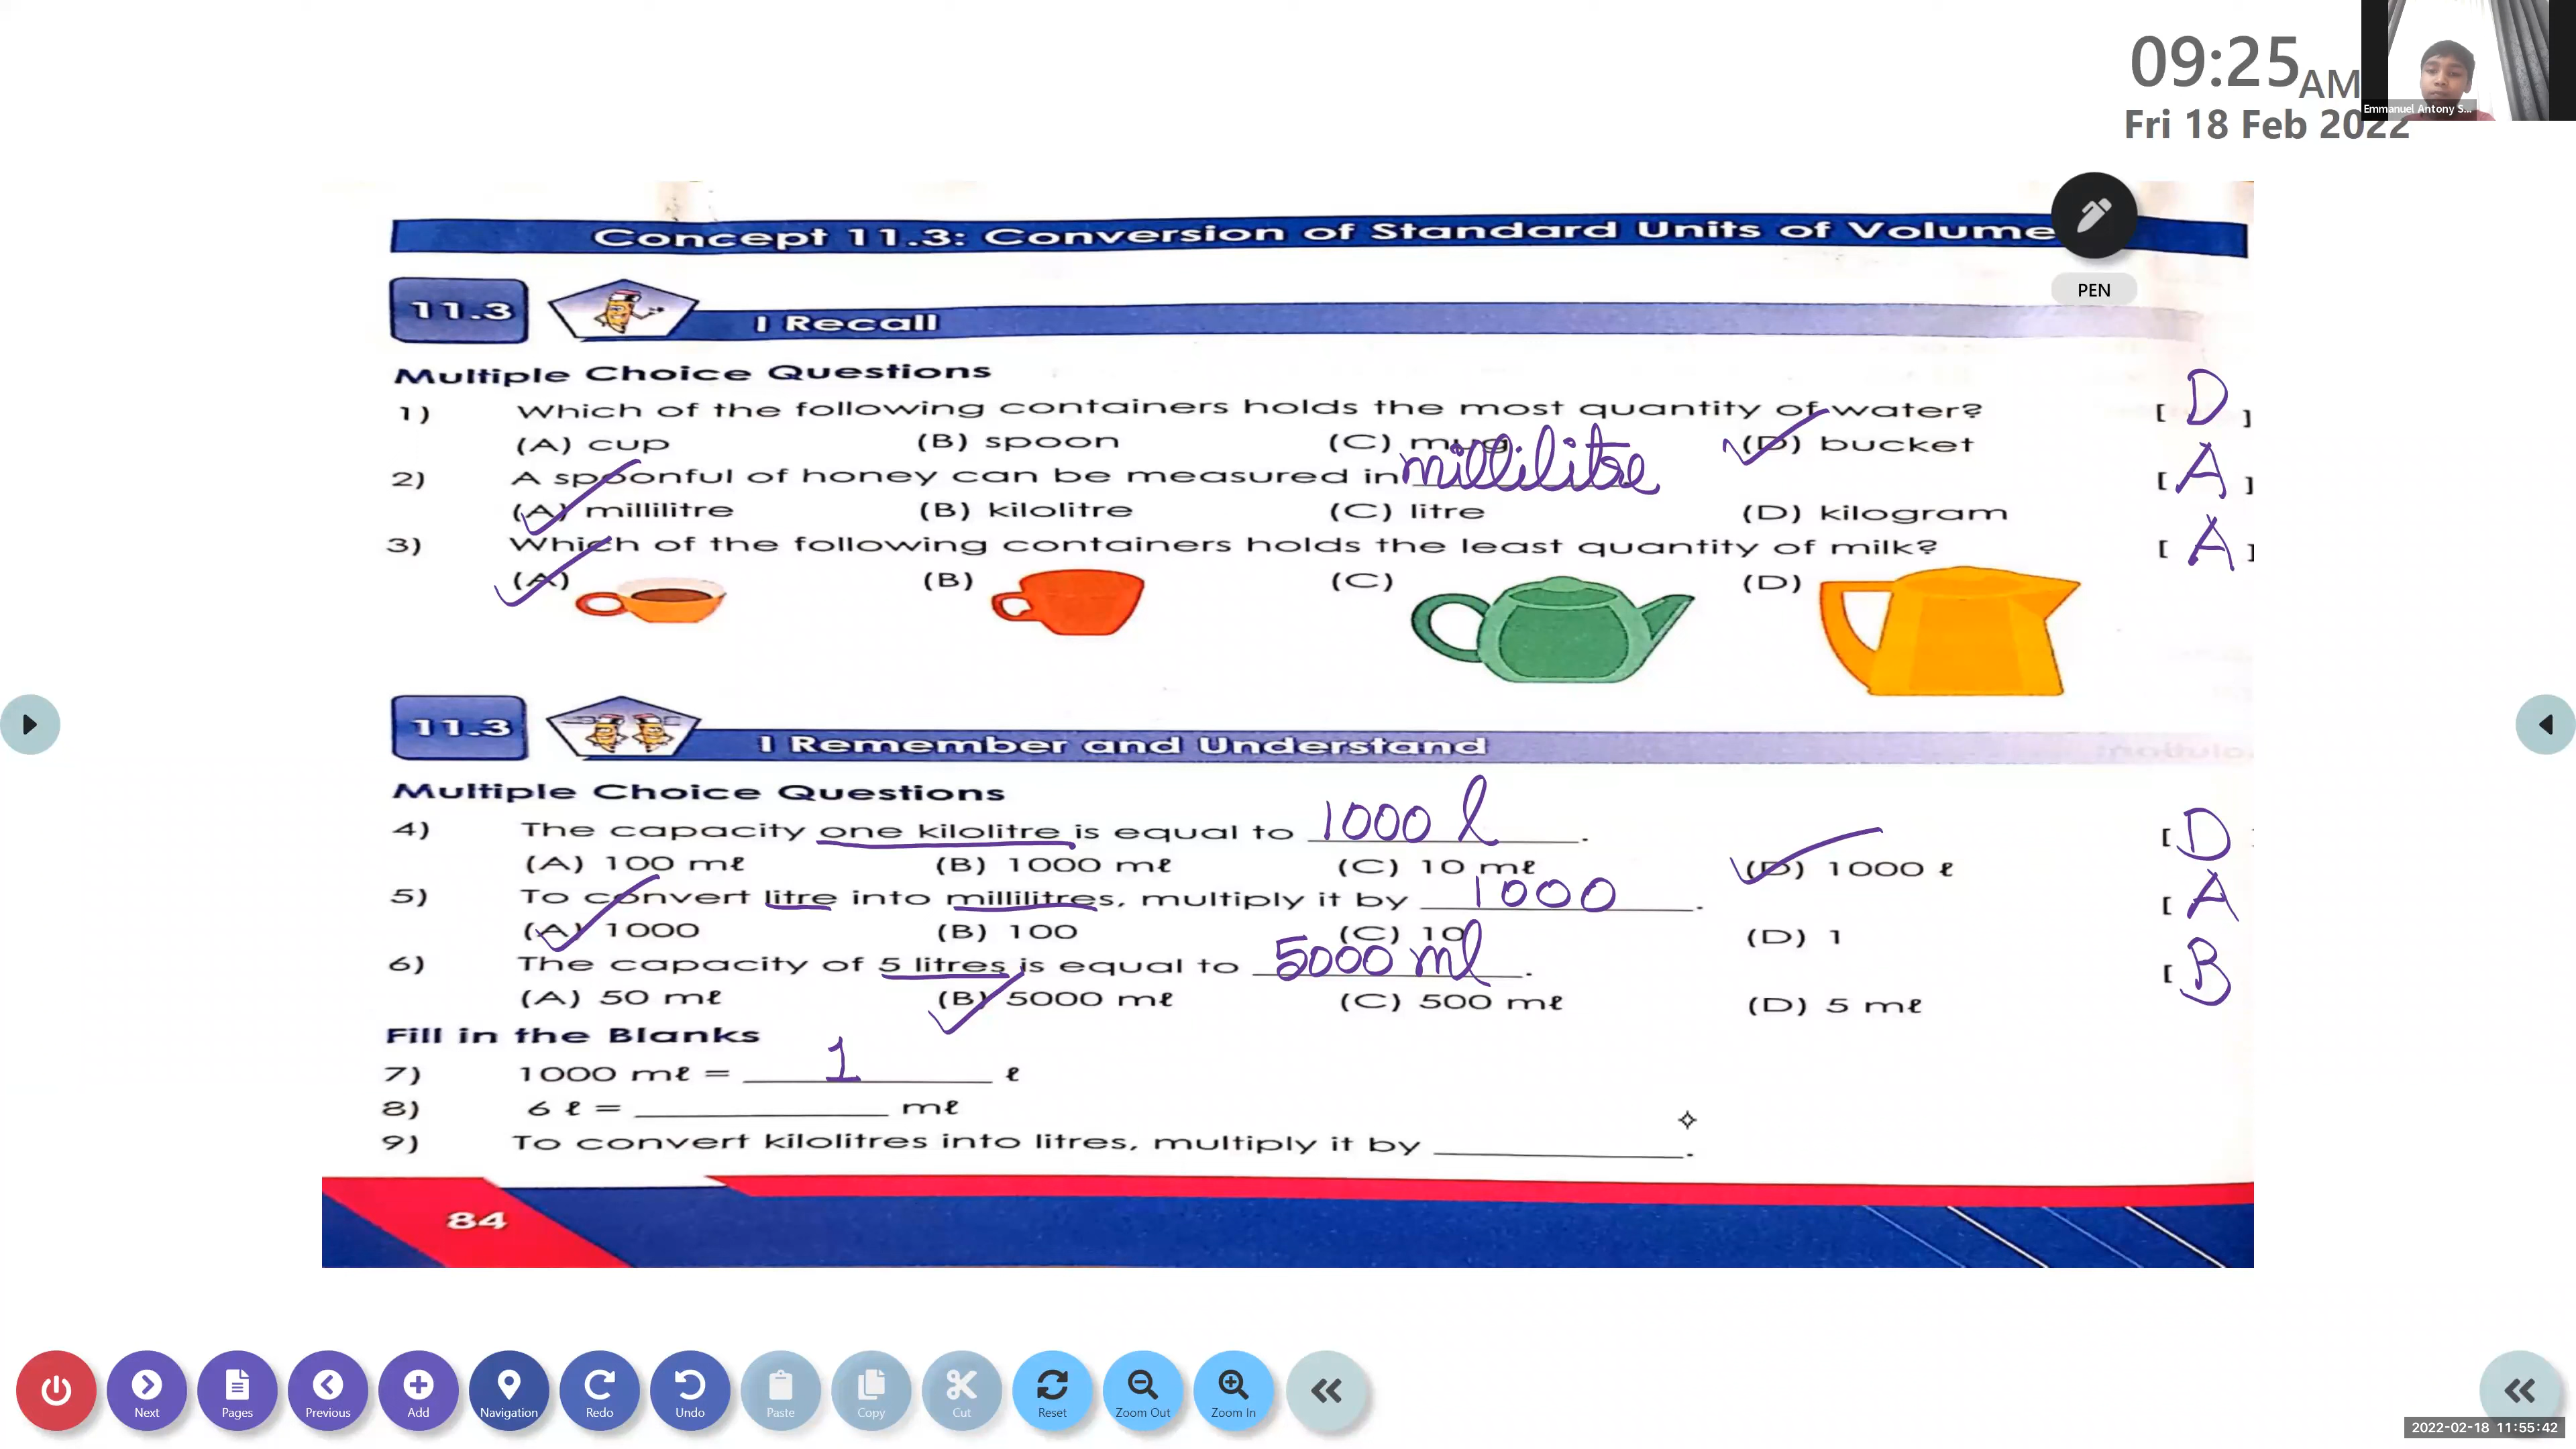 09:25 AM
Fri 18 Feb 2022
Emmanuel Antony S...
Concept 11.3: Conversion of Standard Units of Volume
PEN
11.3 I Recall
Multiple Choice Questions
1) Which of the following containers holds the most quantity of water? [ D ]
(A) cup (B) spoon (C) mug (D) bucket
2) A spoonful of honey can be measured in millilitre [ A ]
(A) millilitre (B) kilolitre (C) litre (D) kilogram
3) Which of the following containers holds the least quantity of milk? [ A ]
(A) (B) (C) (D)
11.3 I Remember and Understand
Multiple Choice Questions
4) The capacity one kilolitre is equal to 1000 l . [ D
(A) 100 mℓ (B) 1000 mℓ (C) 10 mℓ (D) 1000 ℓ
5) To convert litre into millilitres, multiply it by 1000 . [ A
(A) 1000 (B) 100 (C) 10 (D) 1
6) The capacity of 5 litres is equal to 5000 ml . [ B
(A) 50 mℓ (B) 5000 mℓ (C) 500 mℓ (D) 5 mℓ
Fill in the Blanks
7) 1000 mℓ = 1 ℓ
8) 6 ℓ = ____________ mℓ
9) To convert kilolitres into litres, multiply it by ____________.
84
Next Pages Previous Add Navigation Redo Undo Paste Copy Cut Reset Zoom Out Zoom In
2022-02-18 11:55:42